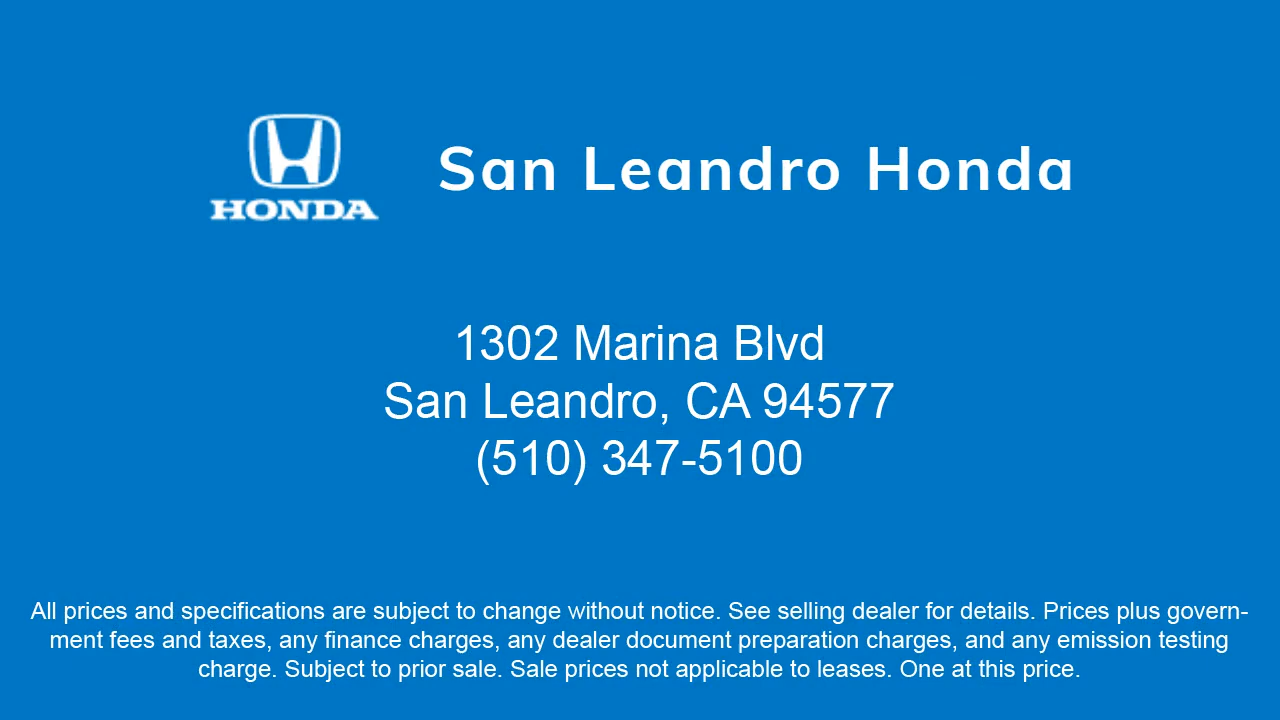 HONDA
San Leandro Honda
1302 Marina Blvd
San Leandro, CA 94577
(510) 347-5100
All prices and specifications are subject to change without notice. See selling dealer for details. Prices plus govern-
ment fees and taxes, any finance charges, any dealer document preparation charges, and any emission testing
charge. Subject to prior sale. Sale prices not applicable to leases. One at this price.